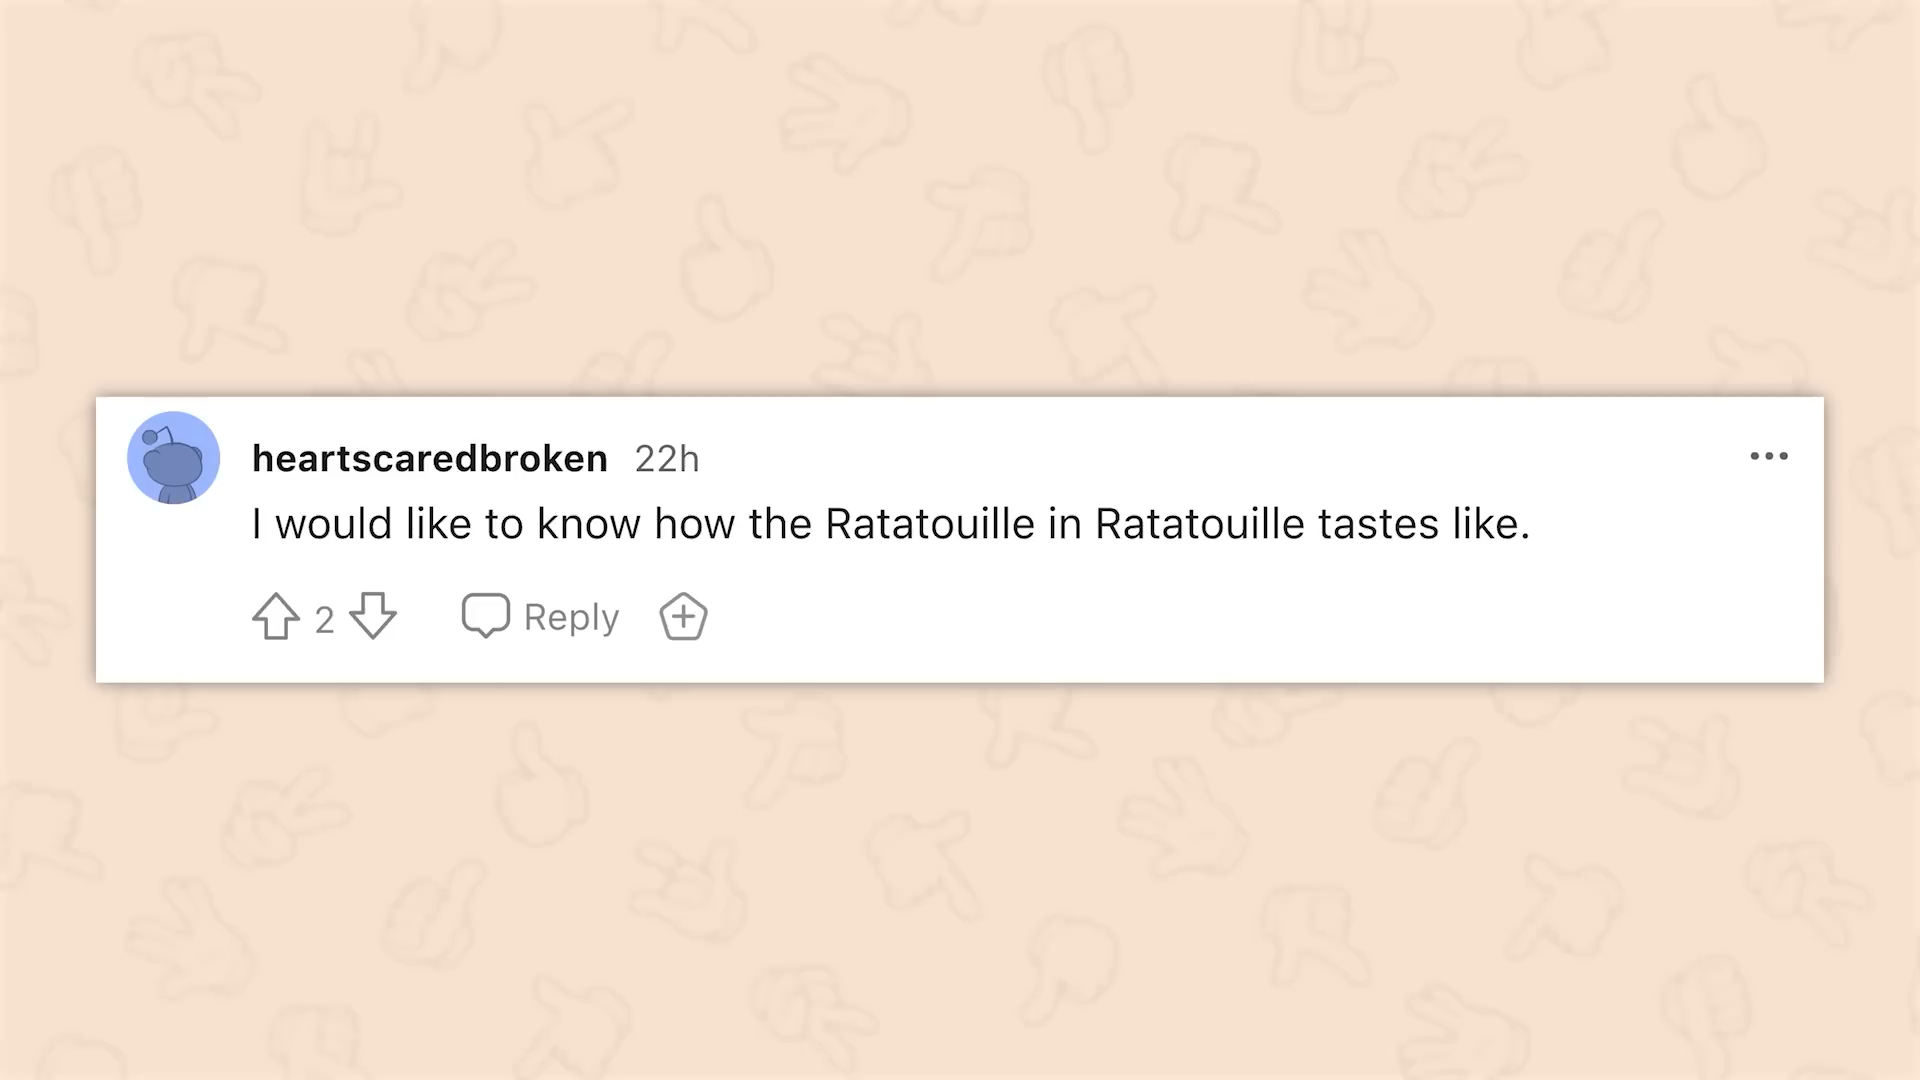 heartscaredbroken 22h
I would like to know how the Ratatouille in Ratatouille tastes like.
2 Reply